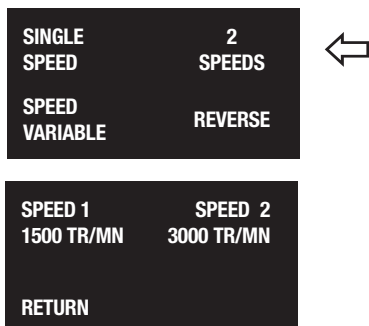 SINGLE 2
SPEED SPEEDS
SPEED
VARIABLE REVERSE
SPEED 1 SPEED 2
1500 TR/MN 3000 TR/MN
RETURN